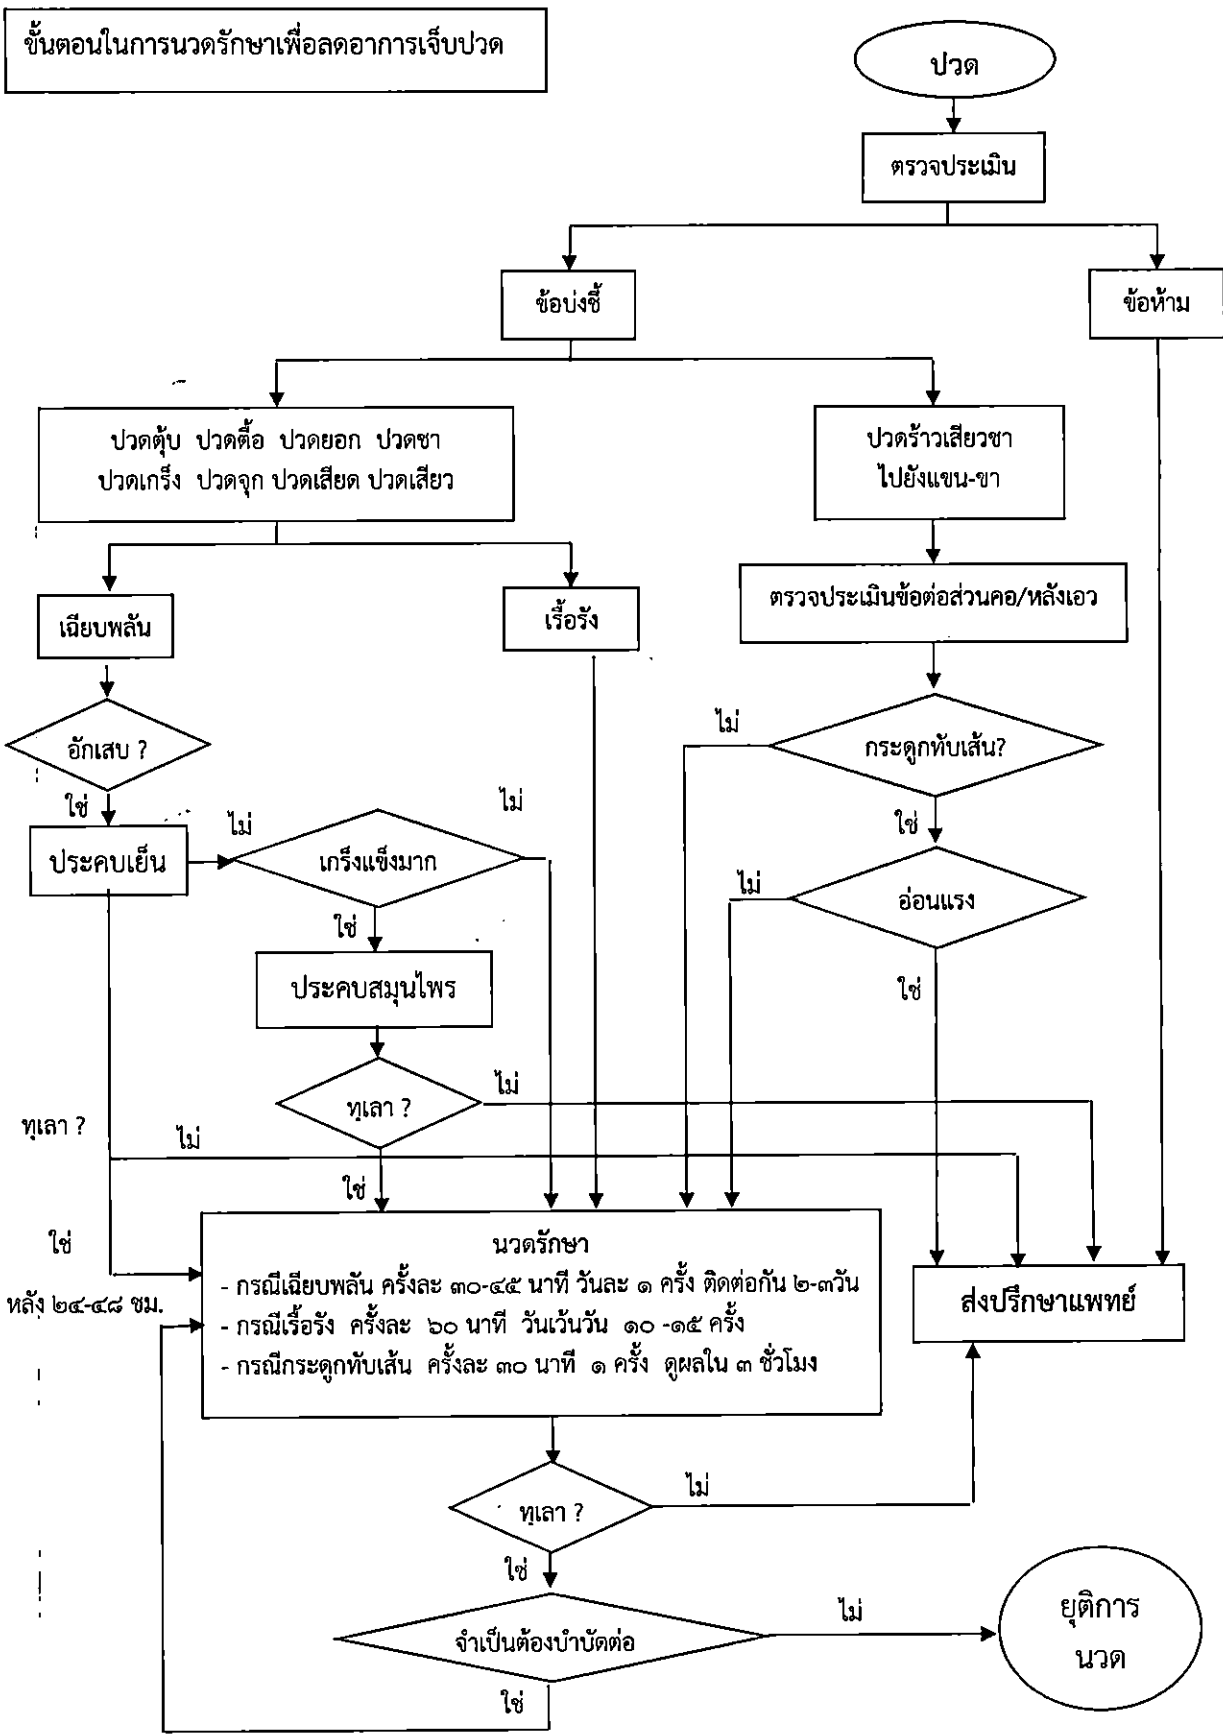 ขั้นตอนในการนวดรักษาเพื่อลดอาการเจ็บปวด
ปวด
ตรวจประเมิน
ข้อบ่งชี้
ข้อห้าม
ปวดตุ้บ ปวดตื้อ ปวดยอก ปวดชา
ปวดเกร็ง ปวดจุก ปวดเสียด ปวดเสียว
ปวดร้าวเสียวชา
ไปยังแขน-ขา
เฉียบพลัน
เรื้อรัง
ตรวจประเมินข้อต่อส่วนคอ/หลังเอว
อักเสบ ?
ไม่
กระดูกทับเส้น?
ใช่
ไม่
ไม่
ใช่
ประคบเย็น
เกร็งแข็งมาก
ไม่
อ่อนแรง
ใช่
ประคบสมุนไพร
ใช่
ทุเลา ?
ไม่
ทุเลา ?
ไม่
ใช่
ใช่
หลัง ๒๔-๔๘ ชม.
นวดรักษา
- กรณีเฉียบพลัน ครั้งละ ๓๐-๔๕ นาที วันละ ๑ ครั้ง ติดต่อกัน ๒-๓วัน
- กรณีเรื้อรัง ครั้งละ ๖๐ นาที วันเว้นวัน ๑๐ -๑๕ ครั้ง
- กรณีกระดูกทับเส้น ครั้งละ ๓๐ นาที ๑ ครั้ง ดูผลใน ๓ ชั่วโมง
ส่งปรึกษาแพทย์
ทุเลา ?
ไม่
ใช่
จำเป็นต้องบำบัดต่อ
ไม่
ยุติการ
นวด
ใช่